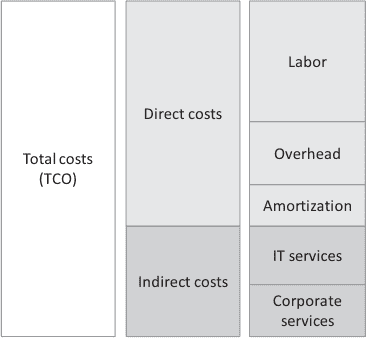 Total costs
(TCO)
Direct costs
Indirect costs
Labor
Overhead
Amortization
IT services
Corporate
services